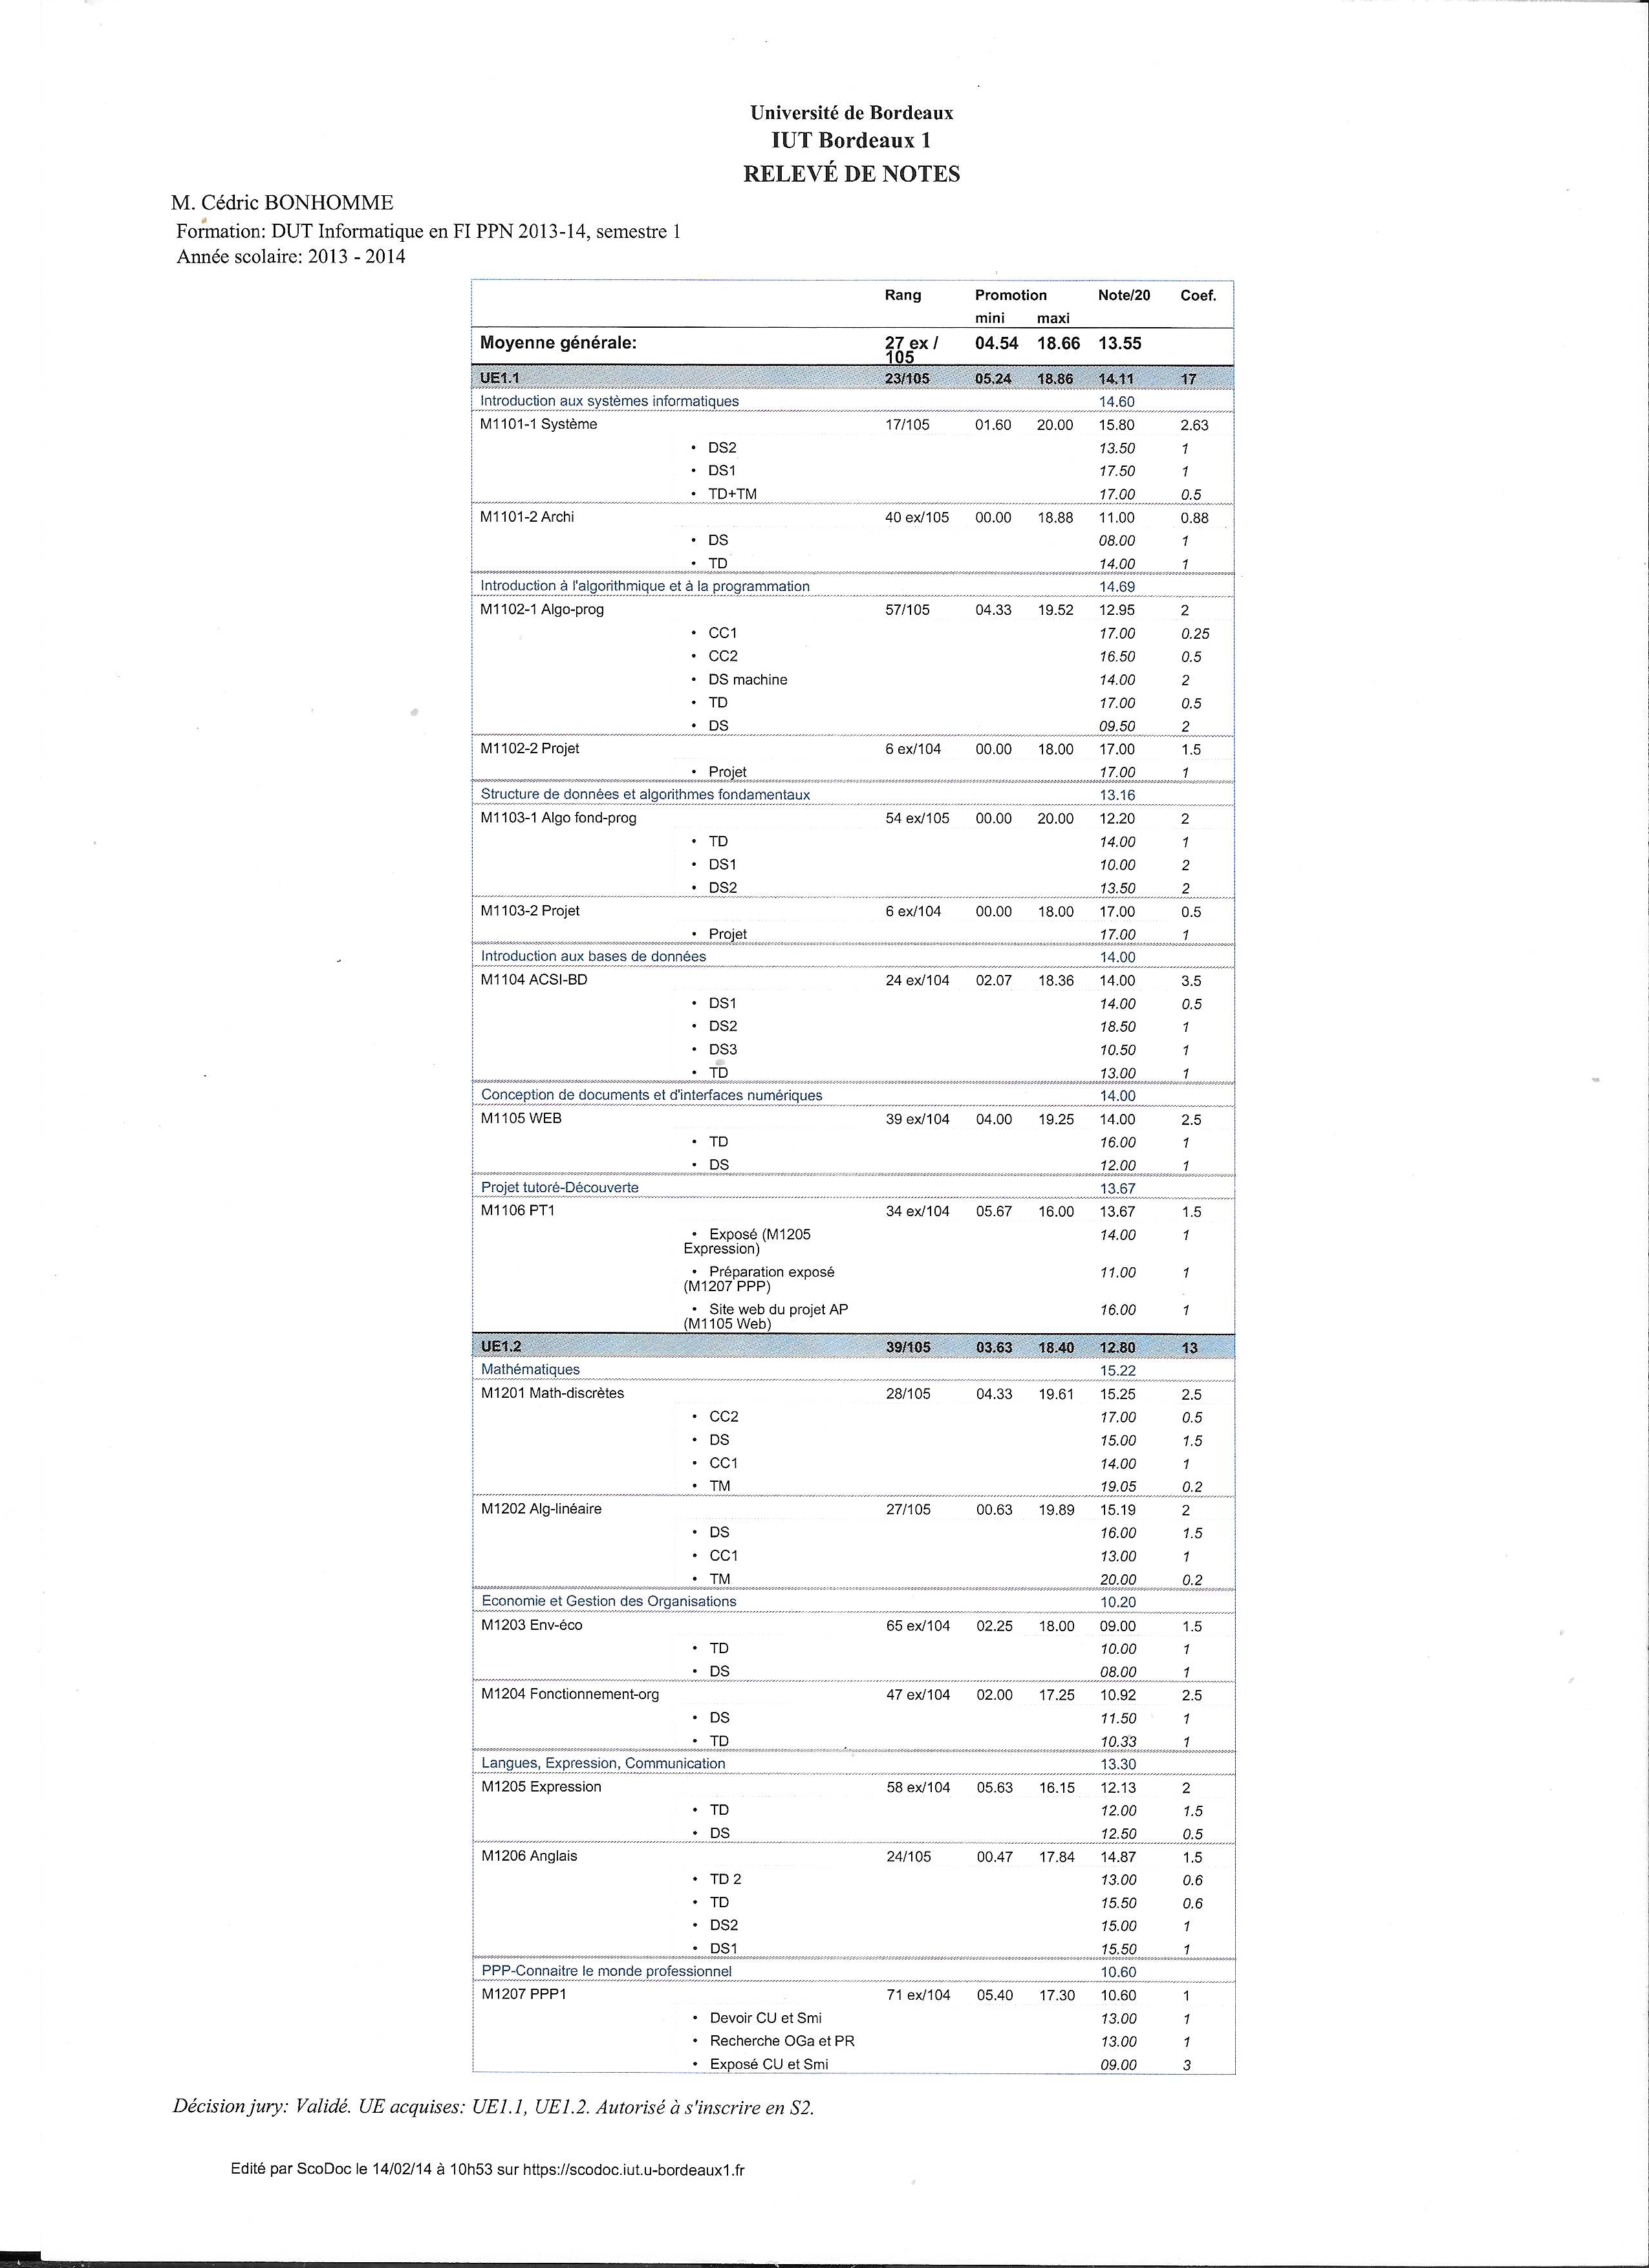 Université de Bordeaux
IUT Bordeaux 1
RELEVÉ DE NOTES
M. Cédric BONHOMME
Formation: DUT Informatique en FI PPN 2013-14, semestre 1
Année scolaire: 2013 - 2014
Rang Promotion Note/20 Coef.
mini maxi
Moyenne générale: 27 ex / 04.54 18.66 13.55
105
UE1.1 23/105 05.24 18.86 14.11 17
Introduction aux systèmes informatiques 14.60
M1101-1 Système 17/105 01.60 20.00 15.80 2.63
• DS2 13.50 1
• DS1 17.50 1
• TD+TM 17.00 0.5
M1101-2 Archi 40 ex/105 00.00 18.88 11.00 0.88
• DS 08.00 1
• TD 14.00 1
Introduction à l'algorithmique et à la programmation 14.69
M1102-1 Algo-prog 57/105 04.33 19.52 12.95 2
• CC1 17.00 0.25
• CC2 16.50 0.5
• DS machine 14.00 2
• TD 17.00 0.5
• DS 09.50 2
M1102-2 Projet 6 ex/104 00.00 18.00 17.00 1.5
• Projet 17.00 1
Structure de données et algorithmes fondamentaux 13.16
M1103-1 Algo fond-prog 54 ex/105 00.00 20.00 12.20 2
• TD 14.00 1
• DS1 10.00 2
• DS2 13.50 2
M1103-2 Projet 6 ex/104 00.00 18.00 17.00 0.5
• Projet 17.00 1
Introduction aux bases de données 14.00
M1104 ACSI-BD 24 ex/104 02.07 18.36 14.00 3.5
• DS1 14.00 0.5
• DS2 18.50 1
• DS3 10.50 1
• TD 13.00 1
Conception de documents et d'interfaces numériques 14.00
M1105 WEB 39 ex/104 04.00 19.25 14.00 2.5
• TD 16.00 1
• DS 12.00 1
Projet tutoré-Découverte 13.67
M1106 PT1 34 ex/104 05.67 16.00 13.67 1.5
• Exposé (M1205 14.00 1
Expression)
• Préparation exposé 11.00 1
(M1207 PPP)
• Site web du projet AP 16.00 1
(M1105 Web)
UE1.2 39/105 03.63 18.40 12.80 13
Mathématiques 15.22
M1201 Math-discrètes 28/105 04.33 19.61 15.25 2.5
• CC2 17.00 0.5
• DS 15.00 1.5
• CC1 14.00 1
• TM 19.05 0.2
M1202 Alg-linéaire 27/105 00.63 19.89 15.19 2
• DS 16.00 1.5
• CC1 13.00 1
• TM 20.00 0.2
Economie et Gestion des Organisations 10.20
M1203 Env-éco 65 ex/104 02.25 18.00 09.00 1.5
• TD 10.00 1
• DS 08.00 1
M1204 Fonctionnement-org 47 ex/104 02.00 17.25 10.92 2.5
• DS 11.50 1
• TD 10.33 1
Langues, Expression, Communication 13.30
M1205 Expression 58 ex/104 05.63 16.15 12.13 2
• TD 12.00 1.5
• DS 12.50 0.5
M1206 Anglais 24/105 00.47 17.84 14.87 1.5
• TD 2 13.00 0.6
• TD 15.50 0.6
• DS2 15.00 1
• DS1 15.50 1
PPP-Connaitre le monde professionnel 10.60
M1207 PPP1 71 ex/104 05.40 17.30 10.60 1
• Devoir CU et Smi 13.00 1
• Recherche OGa et PR 13.00 1
• Exposé CU et Smi 09.00 3
Décision jury: Validé. UE acquises: UE1.1, UE1.2. Autorisé à s'inscrire en S2.
Edité par ScoDoc le 14/02/14 à 10h53 sur https://scodoc.iut.u-bordeaux1.fr